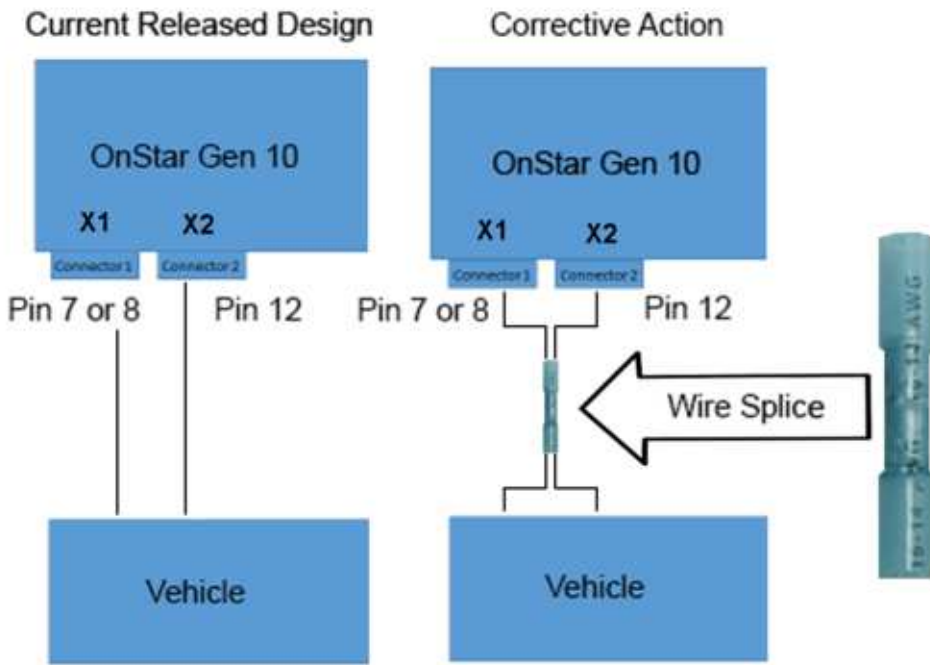 Current Released Design
Corrective Action
OnStar Gen 10
X1
X2
Connector 1
Connector 2
Pin 7 or 8
Pin 12
Vehicle
OnStar Gen 10
X1
X2
Connector 1
Connector 2
Pin 7 or 8
Pin 12
Wire Splice
Vehicle
AWG